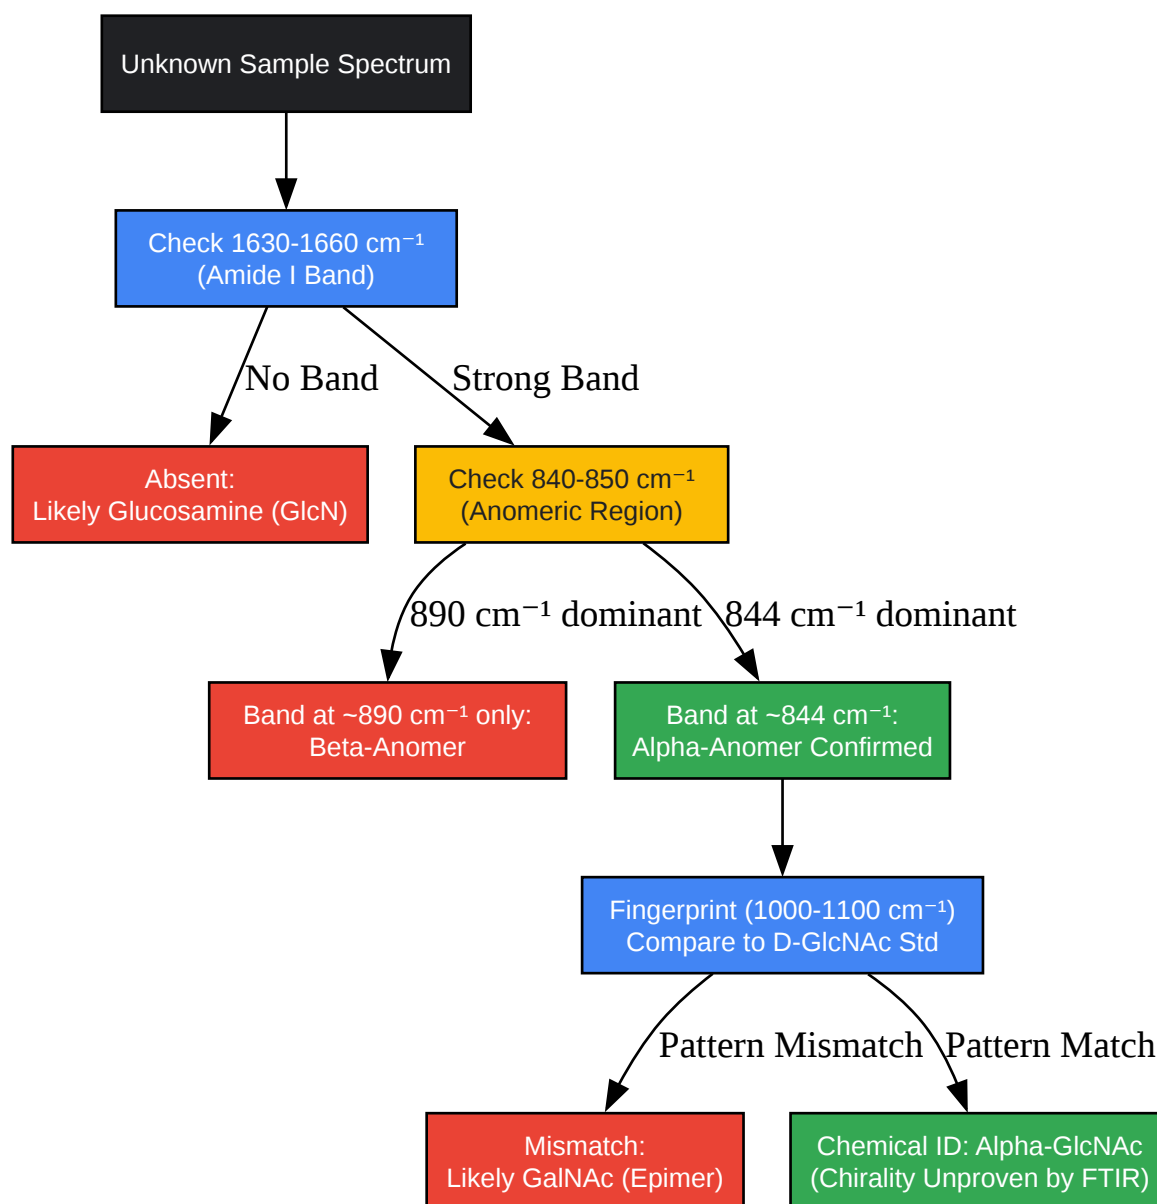 Unknown Sample Spectrum
Check 1630-1660 cm⁻¹
(Amide I Band)
No Band
Strong Band
Absent:
Likely Glucosamine (GlcN)
Check 840-850 cm⁻¹
(Anomeric Region)
890 cm⁻¹ dominant
844 cm⁻¹ dominant
Band at ~890 cm⁻¹ only:
Beta-Anomer
Band at ~844 cm⁻¹:
Alpha-Anomer Confirmed
Fingerprint (1000-1100 cm⁻¹)
Compare to D-GlcNAc Std
Pattern Mismatch
Pattern Match
Mismatch:
Likely GalNAc (Epimer)
Chemical ID: Alpha-GlcNAc
(Chirality Unproven by FTIR)